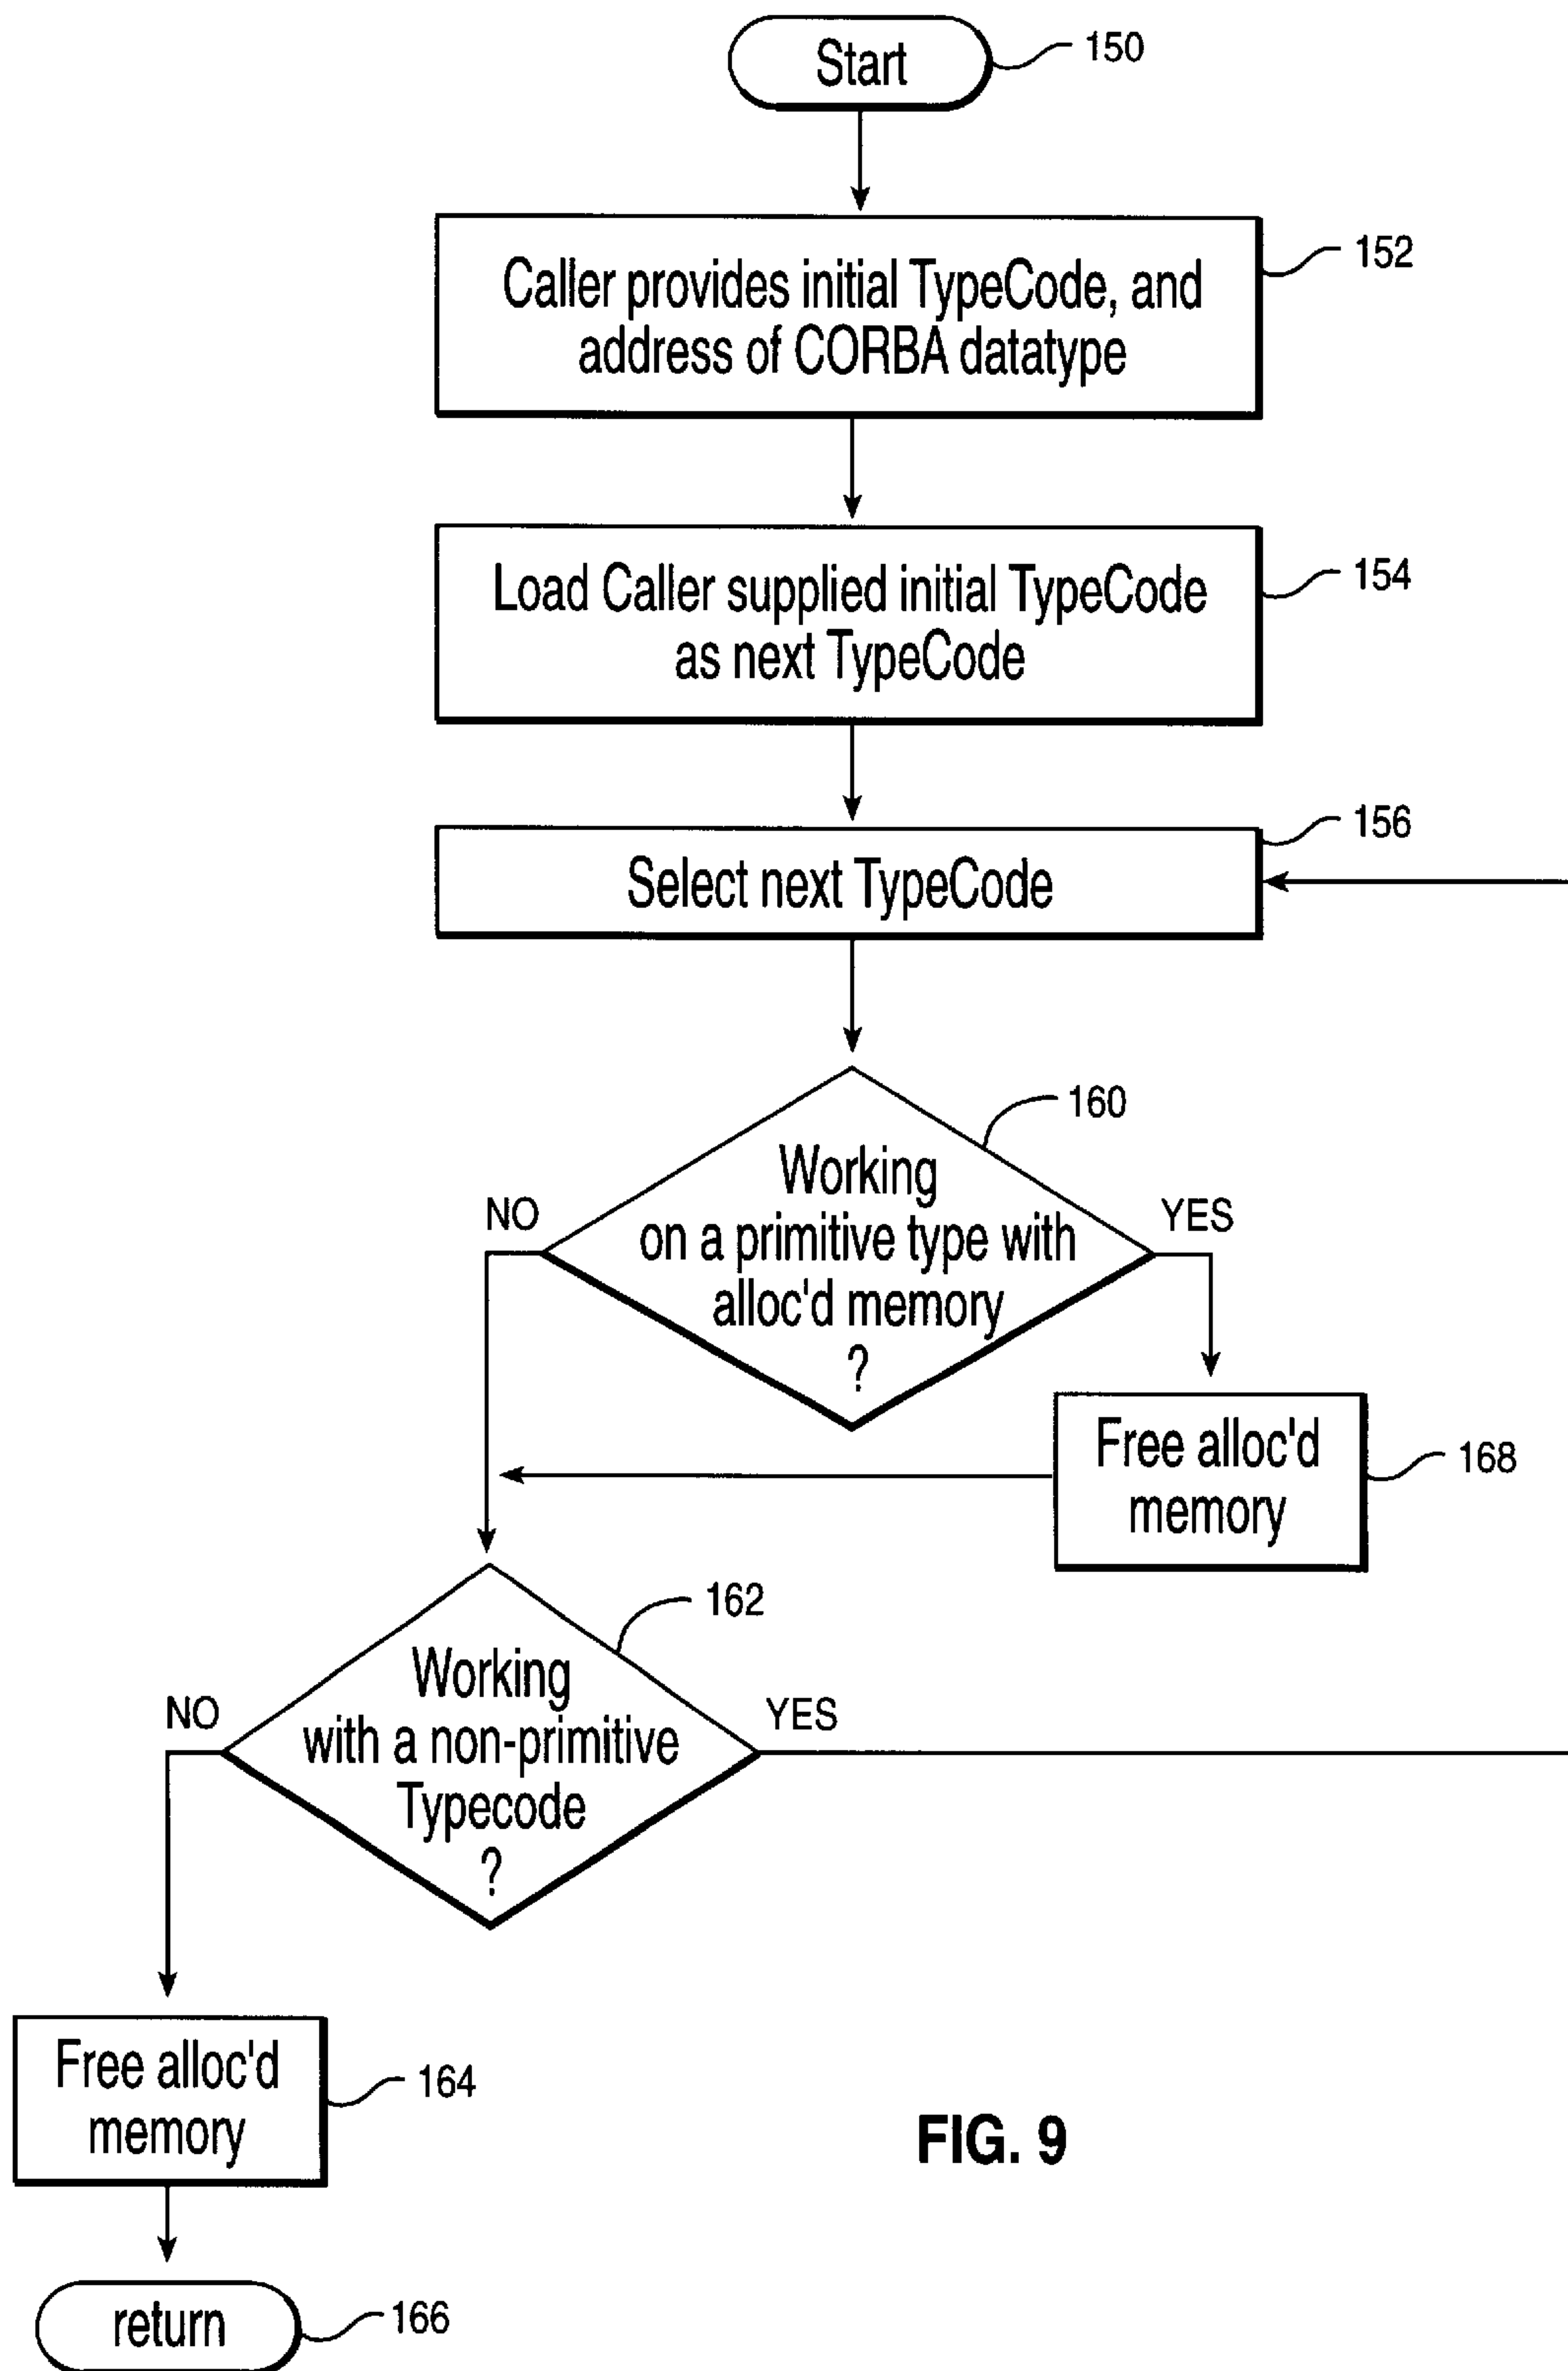 Start
150
Caller provides initial TypeCode, and
address of CORBA datatype
152
Load Caller supplied initial TypeCode
as next TypeCode
154
Select next TypeCode
156
Working
on a primitive type with
alloc'd memory
?
160
NO
YES
Free alloc'd
memory
168
Working
with a non-primitive
Typecode
?
162
NO
YES
Free alloc'd
memory
164
return
166
FIG. 9